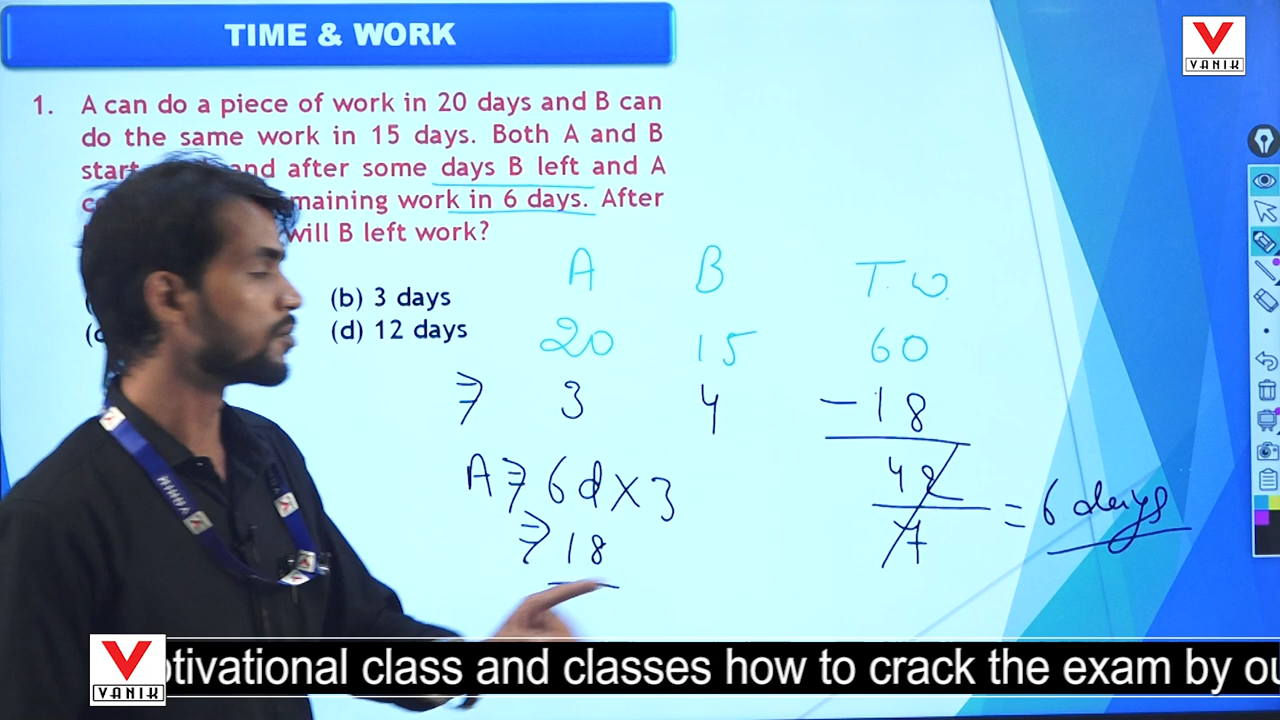 TIME & WORK
VANIK
1. A can do a piece of work in 20 days and B can
do the same work in 15 days. Both A and B
start and after some days B left and A
maining work in 6 days. After
will B left work?
(b) 3 days
(d) 12 days
A B T.W.
20 15 60
⇒ 3 4 -18
A ⇒ 6d × 3
⇒ 18
42
7
= 6 days
otivational class and classes how to crack the exam by ou
VANIK